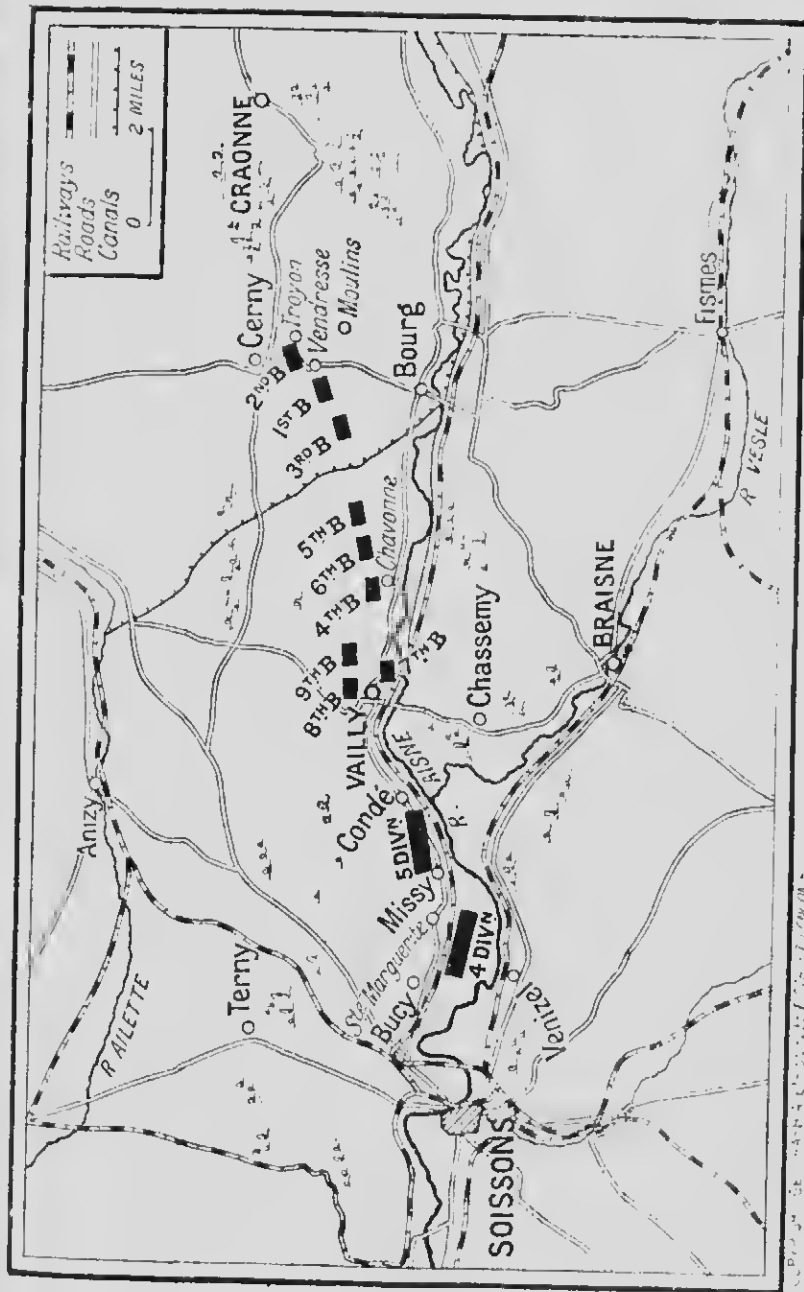 Railways
Roads
Canals
0 2 MILES
CRAONNE
Cerny
Troyon
Vendresse
Moulins
2ND B
1ST B
3RD B
Bourg
5TH B
6TH B
4TH B
Chavonne
9TH B
8TH B
7TH B
VAILLY
Chassemy
Fismes
R VESLE
BRAISNE
Anizy
R AILETTE
Terny
Condé
R. AISNE
5 DIVN
Missy
Ste Marguerite
Bucy
4 DIVN
Venizel
SOISSONS